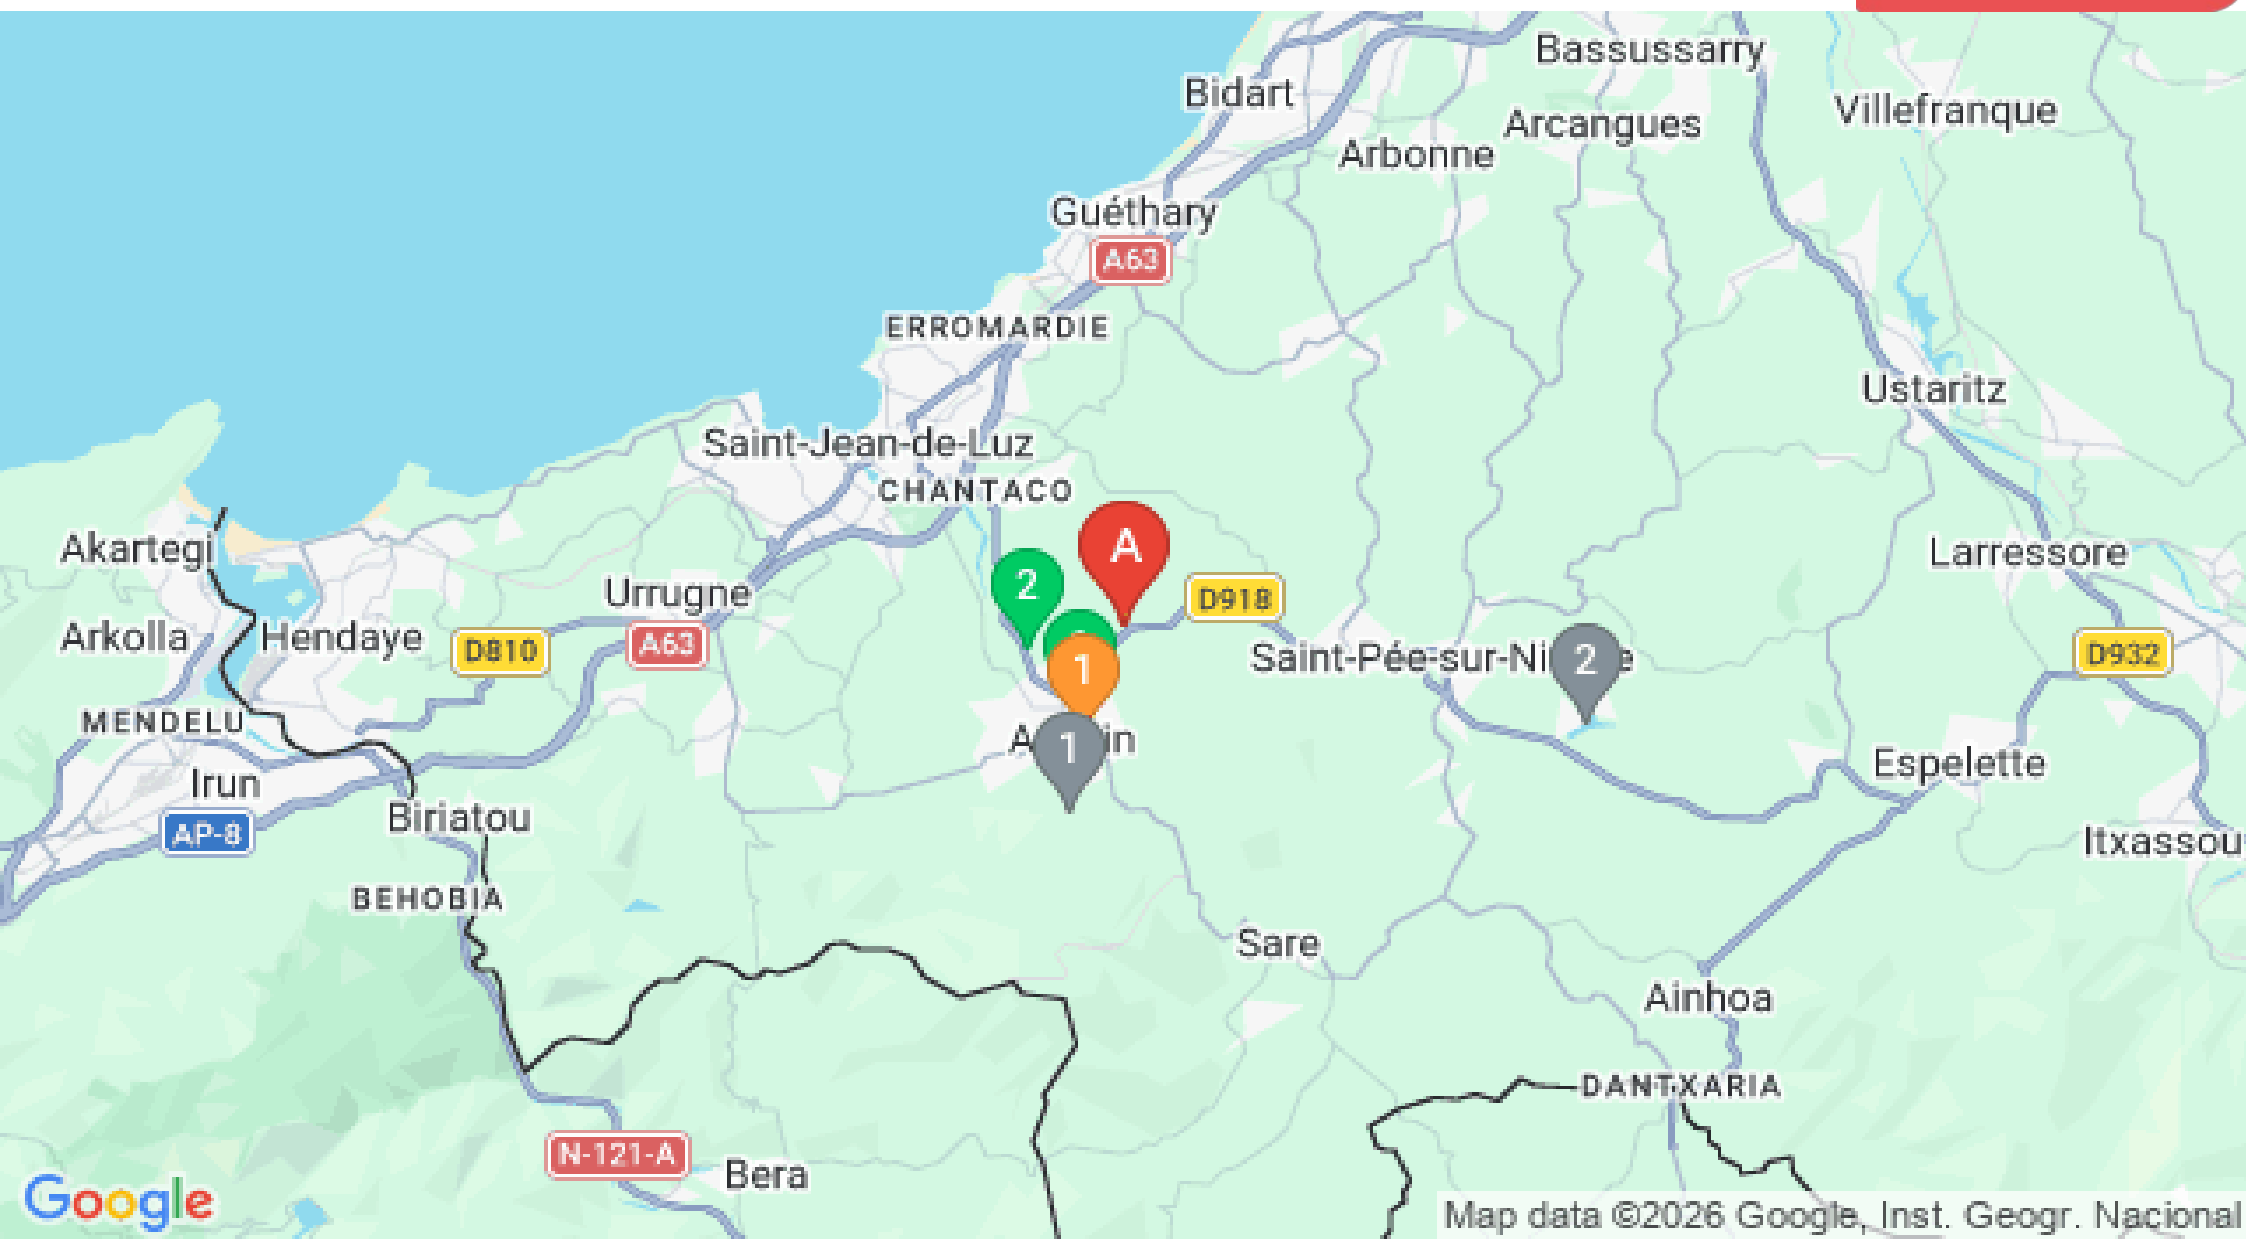 Bassussarry
Bidart
Villefranque
Arcangues
Arbonne
Guéthary
A63
ERROMARDIE
Ustaritz
Saint-Jean-de-Luz
CHANTACO
A
Akartegi
Larressore
2
Urrugne
D918
Arkolla
Hendaye
D810
A63
Saint-Pée-sur-Ni
2
e
D932
1
MENDELU
A
1
in
Irun
Espelette
Biriatou
AP-8
Itxassou
BEHOBIA
Sare
Ainhoa
DANTXARIA
N-121-A
Bera
Google
Map data ©2026 Google, Inst. Geogr. Nacional